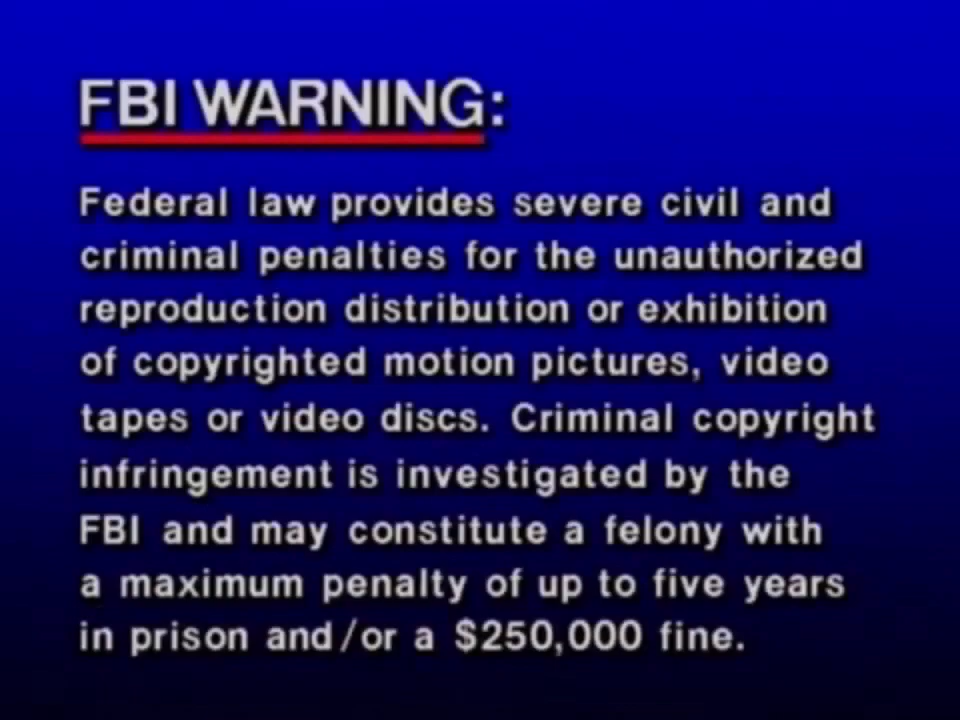 FBI WARNING:
Federal law provides severe civil and
criminal penalties for the unauthorized
reproduction distribution or exhibition
of copyrighted motion pictures, video
tapes or video discs. Criminal copyright
infringement is investigated by the
FBI and may constitute a felony with
a maximum penalty of up to five years
in prison and/or a $250,000 fine.